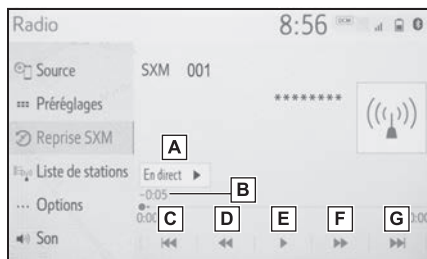 Radio 8:56 DCM
Source
SXM 001
Préréglages
********
Reprise SXM
A
Liste de stations
En direct
B
-0:05
Options
0:00
C D E F G
Son